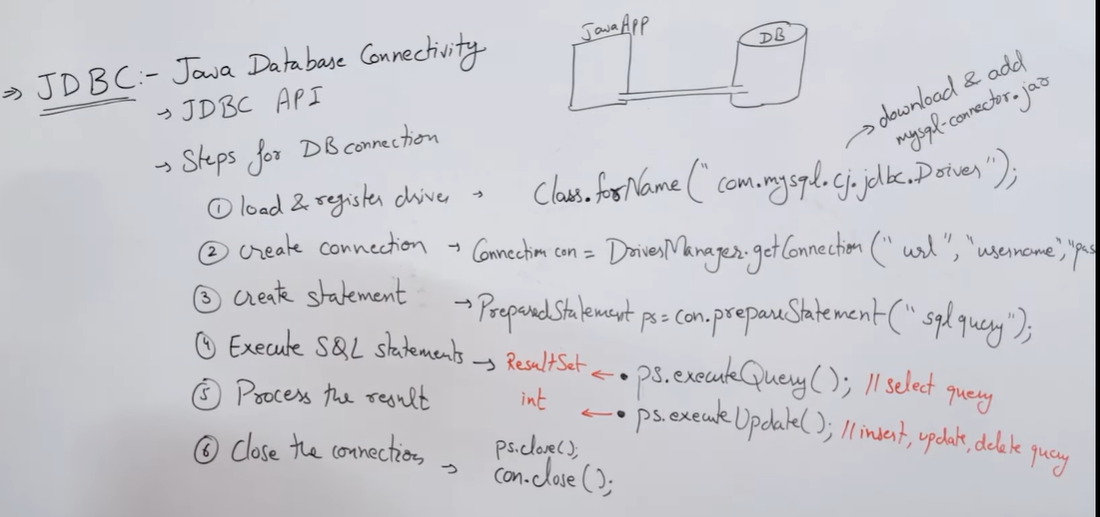 JavaApp
DB
⇒ JDBC:- Java Database Connectivity
→ JDBC API
→ download & add
mysql-connector.jar
→ Steps for DB connection
① load & register driver → Class.forName("com.mysql.cj.jdbc.Driver");
② create connection → Connection con = DriverManager.getConnection("url", "username", "pas
③ create statement → PreparedStatement ps = con.prepareStatement("sql query");
④ Execute SQL statements → ResultSet ← • ps.executeQuery(); // select query
⑤ Process the result int ← • ps.executeUpdate(); // insert, update, delete query
⑥ Close the connection → ps.close();
con.close();